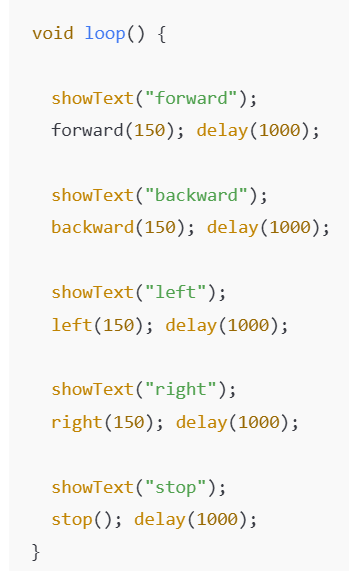 void loop() {
showText("forward");
forward(150); delay(1000);
showText("backward");
backward(150); delay(1000);
showText("left");
left(150); delay(1000);
showText("right");
right(150); delay(1000);
showText("stop");
stop(); delay(1000);
}